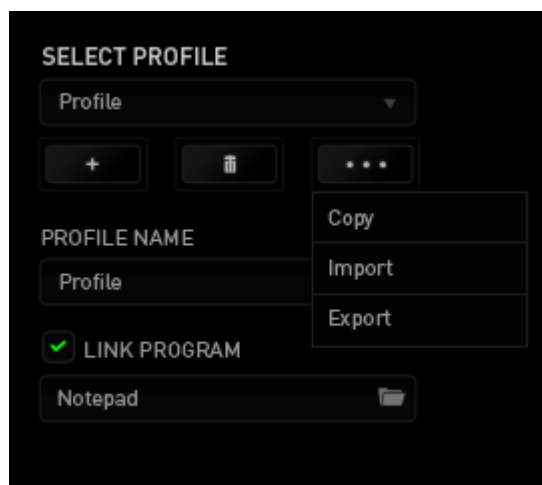 SELECT PROFILE
Profile
+
Copy
PROFILE NAME
Import
Profile
Export
LINK PROGRAM
Notepad